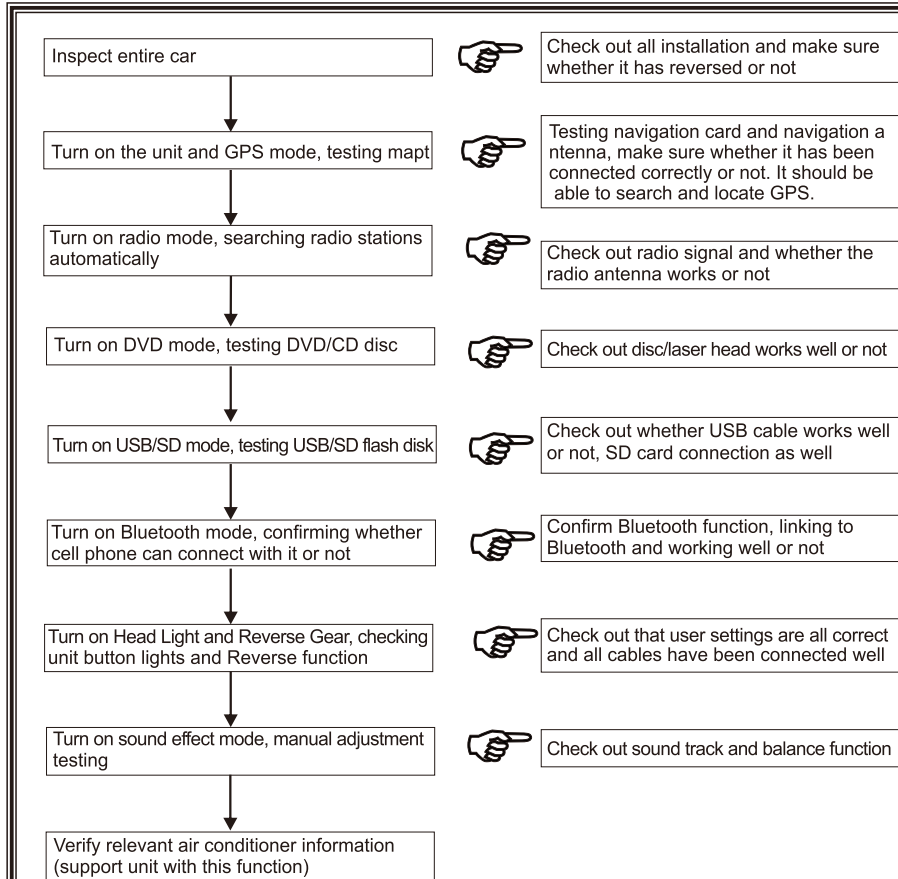 Inspect entire car
Check out all installation and make sure
whether it has reversed or not
Turn on the unit and GPS mode, testing mapt
Testing navigation card and navigation a
ntenna, make sure whether it has been
connected correctly or not. It should be
able to search and locate GPS.
Turn on radio mode, searching radio stations
automatically
Check out radio signal and whether the
radio antenna works or not
Turn on DVD mode, testing DVD/CD disc
Check out disc/laser head works well or not
Turn on USB/SD mode, testing USB/SD flash disk
Check out whether USB cable works well
or not, SD card connection as well
Turn on Bluetooth mode, confirming whether
cell phone can connect with it or not
Confirm Bluetooth function, linking to
Bluetooth and working well or not
Turn on Head Light and Reverse Gear, checking
unit button lights and Reverse function
Check out that user settings are all correct
and all cables have been connected well
Turn on sound effect mode, manual adjustment
testing
Check out sound track and balance function
Verify relevant air conditioner information
(support unit with this function)